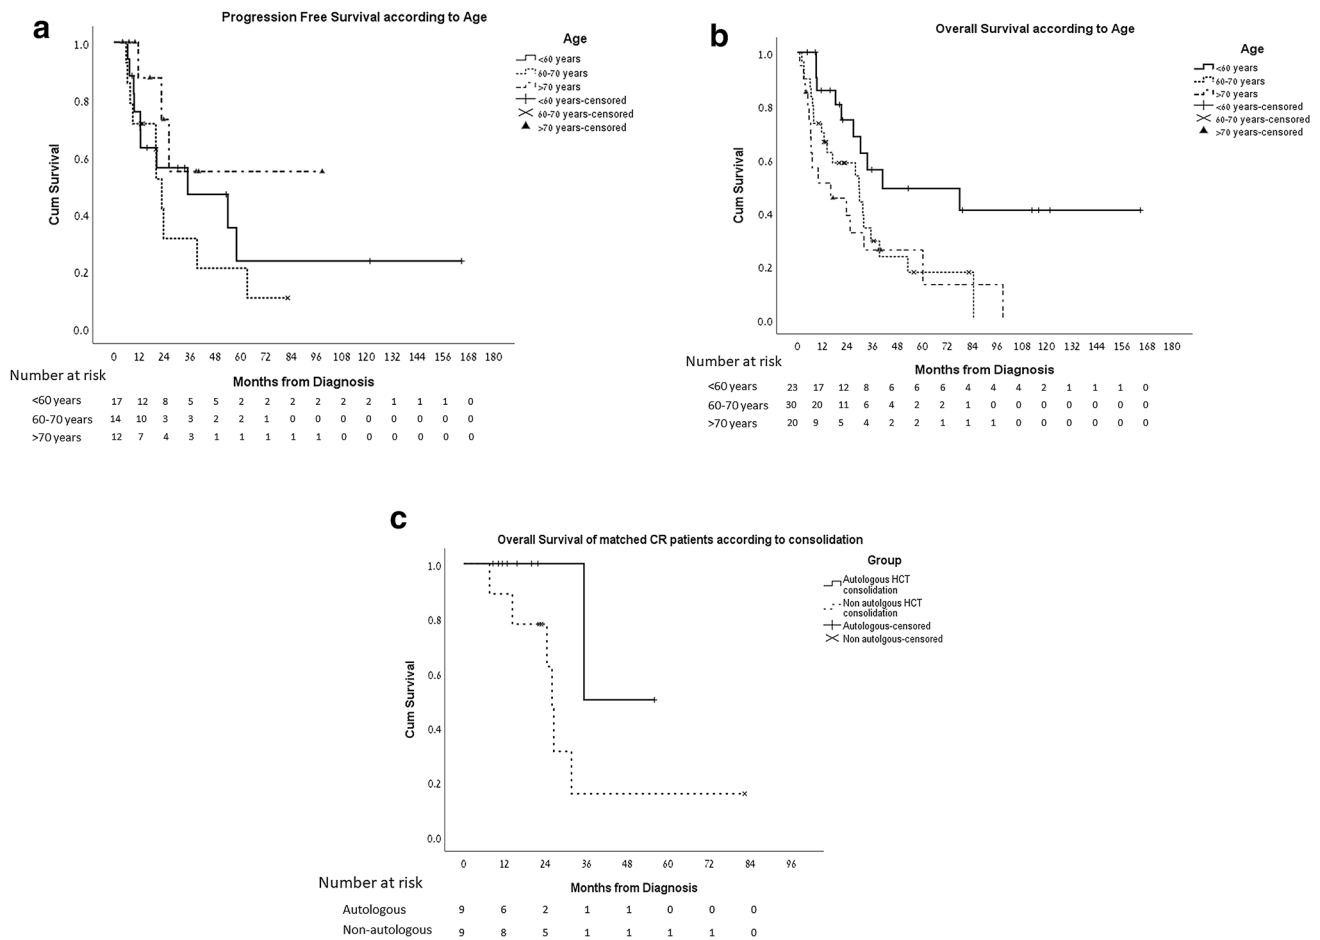 a
Progression Free Survival according to Age
Cum Survival
1.0
0.8
0.6
0.4
0.2
0.0
Age
<60 years
60-70 years
>70 years
<60 years-censored
60-70 years-censored
>70 years-censored
0 12 24 36 48 60 72 84 96 108 120 132 144 156 168 180
Months from Diagnosis
Number at risk
<60 years 17 12 8 5 5 2 2 2 2 2 2 1 1 1 0
60-70 years 14 10 3 3 2 2 1 0 0 0 0 0 0 0 0
>70 years 12 7 4 3 1 1 1 1 1 0 0 0 0 0 0
b
Overall Survival according to Age
Cum Survival
1.0
0.8
0.6
0.4
0.2
0.0
Age
<60 years
60-70 years
>70 years
<60 years-censored
60-70 years-censored
>70 years-censored
0 12 24 36 48 60 72 84 96 108 120 132 144 156 168 180
Months from Diagnosis
Number at risk
<60 years 23 17 12 8 6 6 6 4 4 4 2 1 1 1 0
60-70 years 30 20 11 6 4 2 2 1 0 0 0 0 0 0 0
>70 years 20 9 5 4 2 2 1 1 1 0 0 0 0 0 0
c
Overall Survival of matched CR patients according to consolidation
Cum Survival
1.0
0.8
0.6
0.4
0.2
0.0
Group
Autologous HCT
consolidation
Non autolgous HCT
consolidation
Autologous-censored
Non autolgous-censored
0 12 24 36 48 60 72 84 96
Months from Diagnosis
Number at risk
Autologous 9 6 2 1 1 0 0 0
Non-autologous 9 8 5 1 1 1 1 0